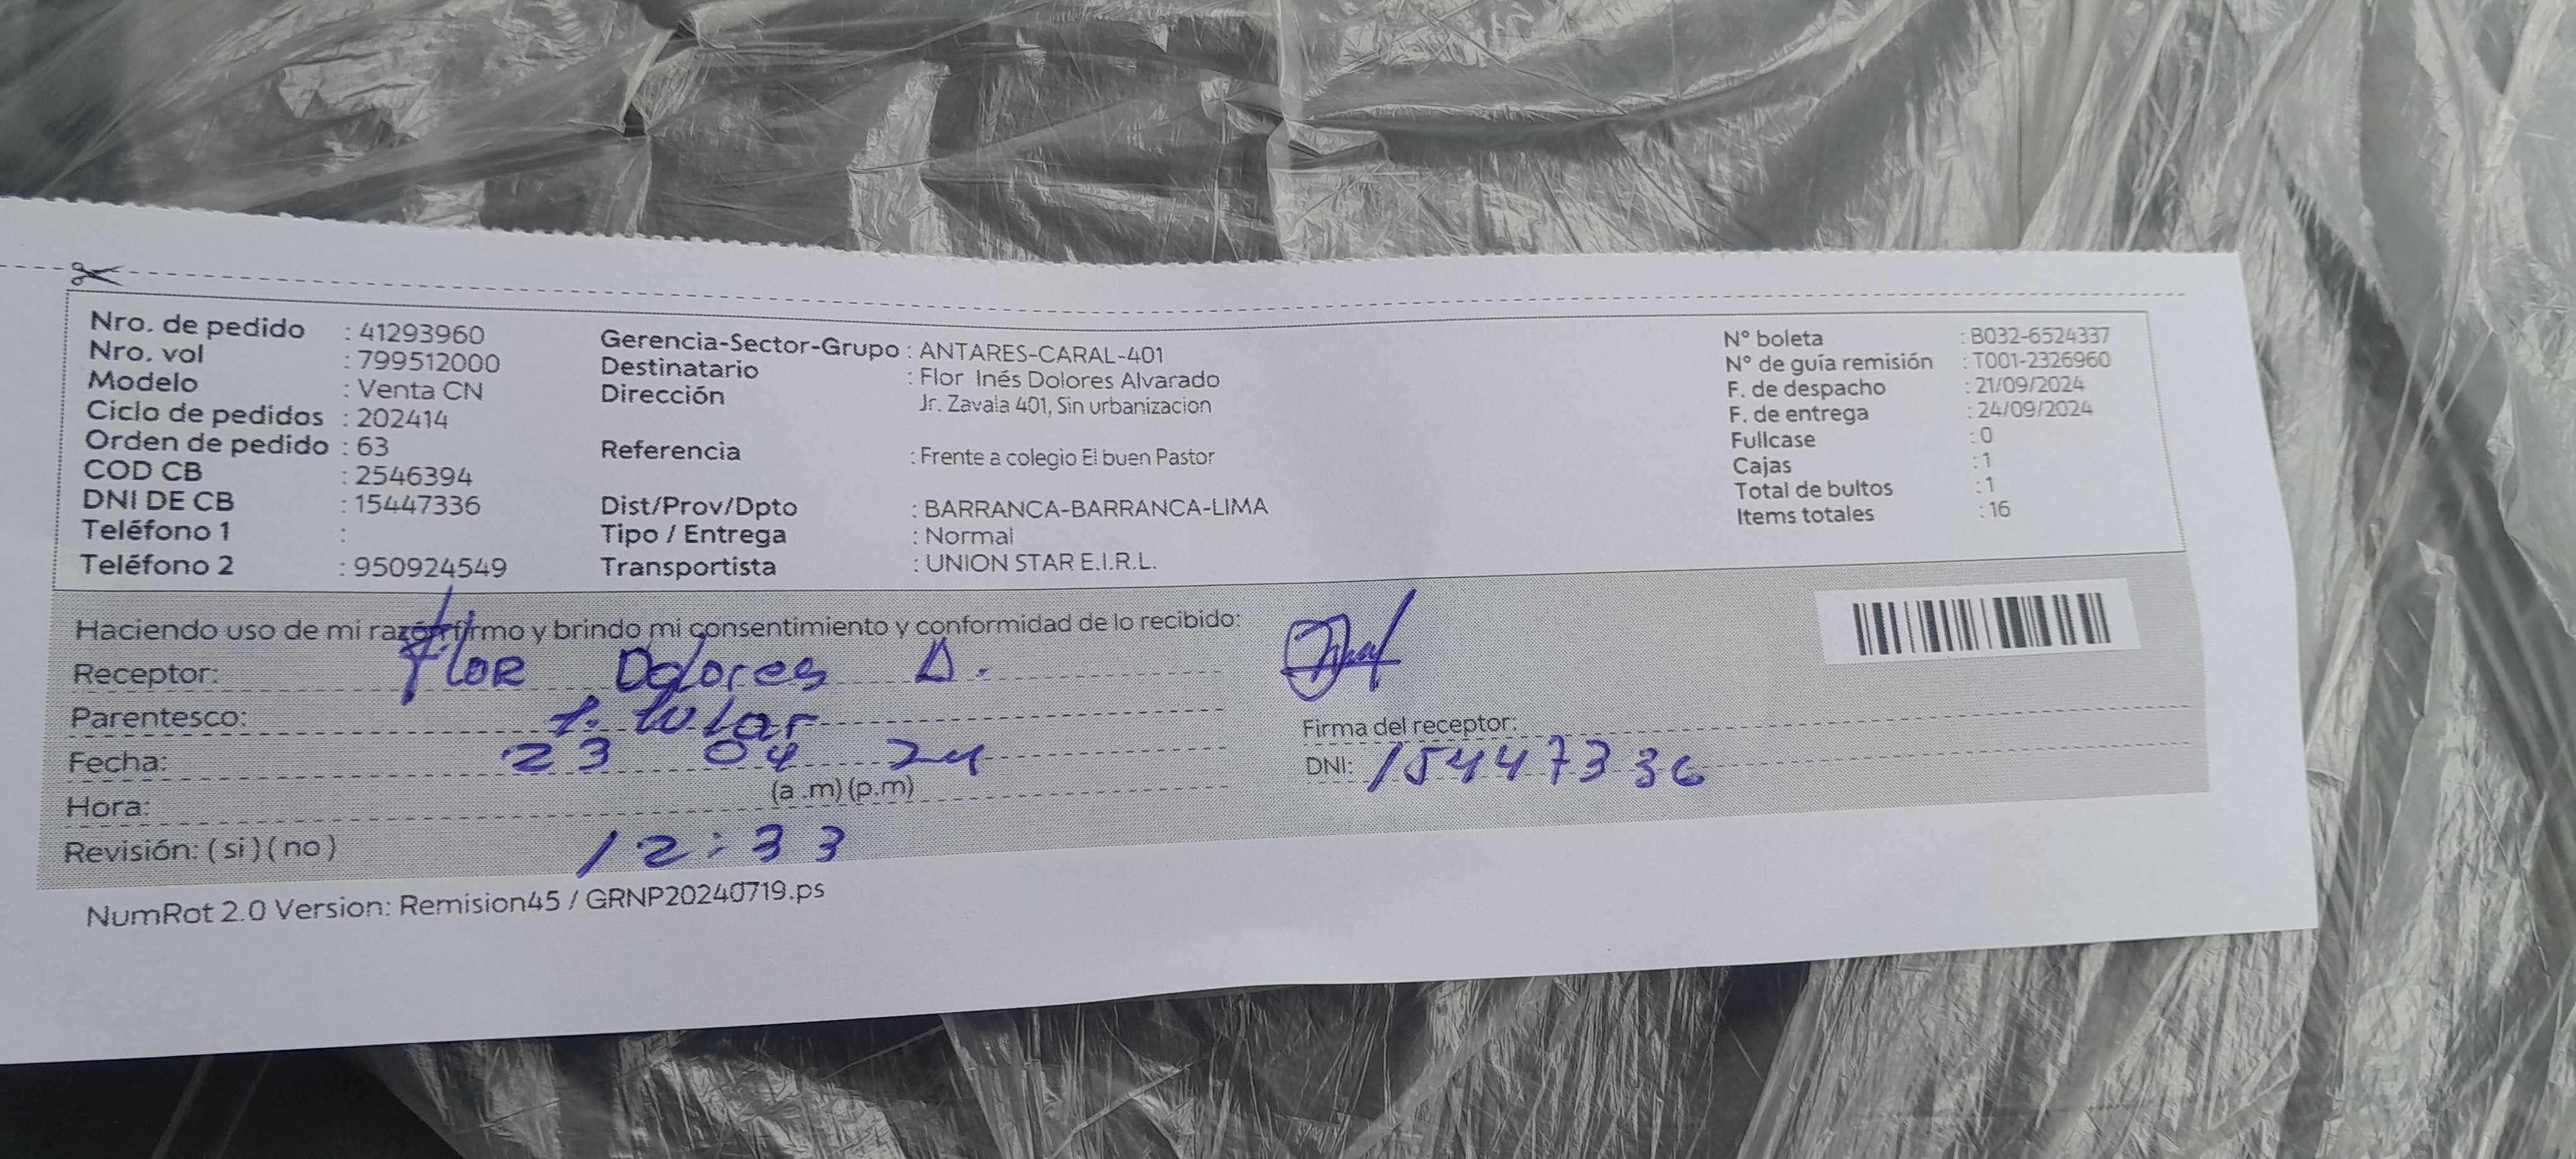 Nro. de pedido : 41293960
Nro. vol : 799512000
Modelo : Venta CN
Ciclo de pedidos : 202414
Orden de pedido : 63
COD CB : 2546394
DNI DE CB : 15447336
Teléfono 1 :
Teléfono 2 : 950924549
Gerencia-Sector-Grupo : ANTARES-CARAL-401
Destinatario : Flor Inés Dolores Alvarado
Dirección Jr. Zavala 401, Sin urbanizacion
Referencia : Frente a colegio El buen Pastor
Dist/Prov/Dpto : BARRANCA-BARRANCA-LIMA
Tipo / Entrega : Normal
Transportista : UNION STAR E.I.R.L.
N° boleta : B032-6524337
N° de guía remisión : T001-2326960
F. de despacho : 21/09/2024
F. de entrega : 24/09/2024
Fullcase : 0
Cajas : 1
Total de bultos : 1
Items totales : 16
Haciendo uso de mi razón firmo y brindo mi consentimiento y conformidad de lo recibido:
Receptor: Flor Dolores A.
Parentesco: titular
Fecha: 23 04 24
Hora: (a.m)(p.m)
Revisión: (si)(no) 12:33
Firma del receptor:
DNI: 15447336
NumRot 2.0 Version: Remision45 / GRNP20240719.ps